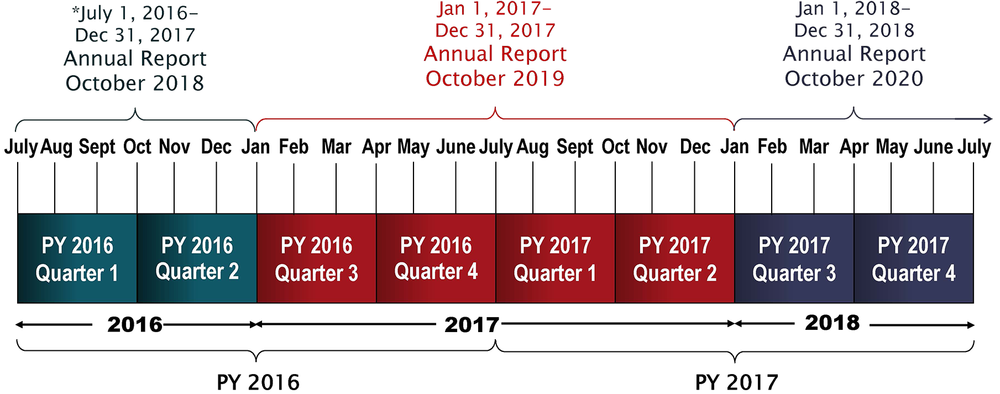 *July 1, 2016–
Dec 31, 2017
Annual Report
October 2018
Jan 1, 2017–
Dec 31, 2017
Annual Report
October 2019
Jan 1, 2018–
Dec 31, 2018
Annual Report
October 2020
July Aug Sept Oct Nov Dec Jan Feb Mar Apr May June July Aug Sept Oct Nov Dec Jan Feb Mar Apr May June July
PY 2016
Quarter 1
PY 2016
Quarter 2
PY 2016
Quarter 3
PY 2016
Quarter 4
PY 2017
Quarter 1
PY 2017
Quarter 2
PY 2017
Quarter 3
PY 2017
Quarter 4
2016 2017 2018
PY 2016 PY 2017